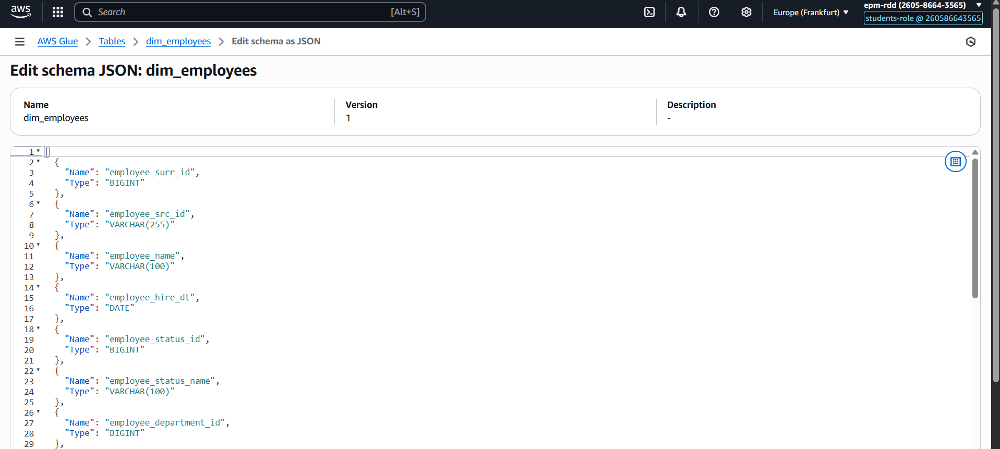 aws
Search [Alt+S]
Europe (Frankfurt)
epm-rdd (2605-8664-3565)
students-role @ 260586643565
AWS Glue
Tables
dim_employees
Edit schema as JSON
Edit schema JSON: dim_employees
Name
dim_employees
Version
1
Description
-
1 [
2 {
3 "Name": "employee_surr_id",
4 "Type": "BIGINT"
5 },
6 {
7 "Name": "employee_src_id",
8 "Type": "VARCHAR(255)"
9 },
10 {
11 "Name": "employee_name",
12 "Type": "VARCHAR(100)"
13 },
14 {
15 "Name": "employee_hire_dt",
16 "Type": "DATE"
17 },
18 {
19 "Name": "employee_status_id",
20 "Type": "BIGINT"
21 },
22 {
23 "Name": "employee_status_name",
24 "Type": "VARCHAR(100)"
25 },
26 {
27 "Name": "employee_department_id",
28 "Type": "BIGINT"
29 },